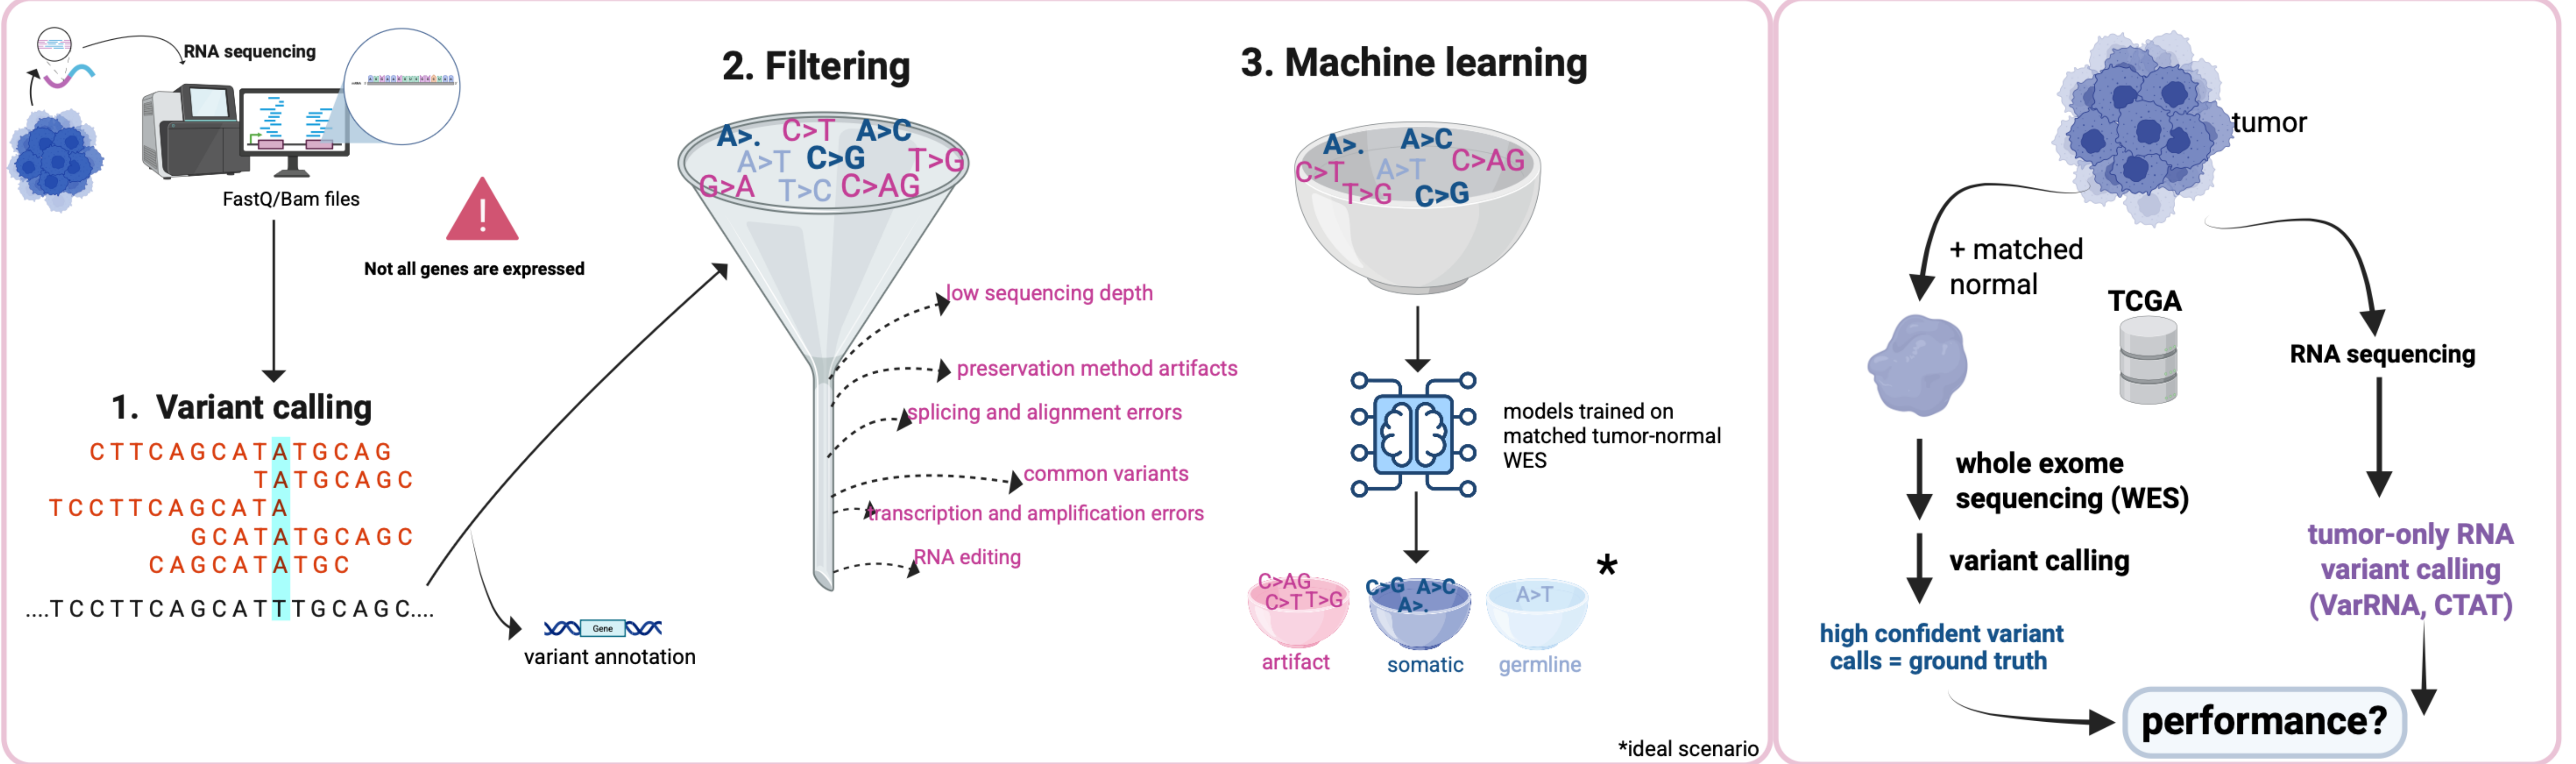 RNA sequencing
FastQ/Bam files
!
Not all genes are expressed
1. Variant calling
CTTCAGCATATGCAG
TATGCAGC
TCCTTCAGCATA
GCATATGCAGC
CAGCATATGC
....TCCTTCAGCATTTGCAGC....
Gene
variant annotation
2. Filtering
A>. C>T A>C
A>T C>G T>G
G>A T>C C>AG
low sequencing depth
preservation method artifacts
splicing and alignment errors
common variants
transcription and amplification errors
RNA editing
3. Machine learning
A>. A>C
C>T A>T C>AG
T>G C>G
models trained on
matched tumor-normal
WES
C>AG
C>T T>G
artifact
C>G A>C
A>.
somatic
A>T
germline
*
*ideal scenario
tumor
+ matched
normal
TCGA
RNA sequencing
whole exome
sequencing (WES)
variant calling
high confident variant
calls = ground truth
tumor-only RNA
variant calling
(VarRNA, CTAT)
performance?